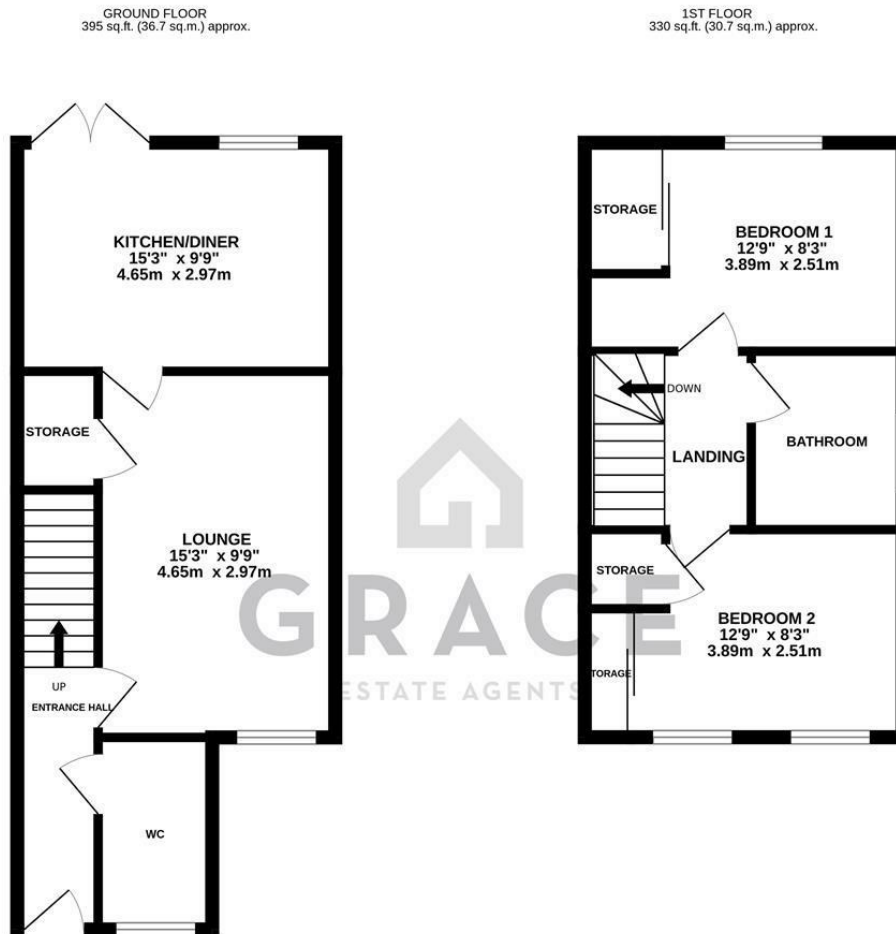 GROUND FLOOR
395 sq.ft. (36.7 sq.m.) approx.
KITCHEN/DINER
15'3" x 9'9"
4.65m x 2.97m
STORAGE
LOUNGE
15'3" x 9'9"
4.65m x 2.97m
UP
ENTRANCE HALL
WC
1ST FLOOR
330 sq.ft. (30.7 sq.m.) approx.
STORAGE
BEDROOM 1
12'9" x 8'3"
3.89m x 2.51m
DOWN
LANDING
BATHROOM
STORAGE
BEDROOM 2
12'9" x 8'3"
3.89m x 2.51m
TORAGE
GRACE
ESTATE AGENTS